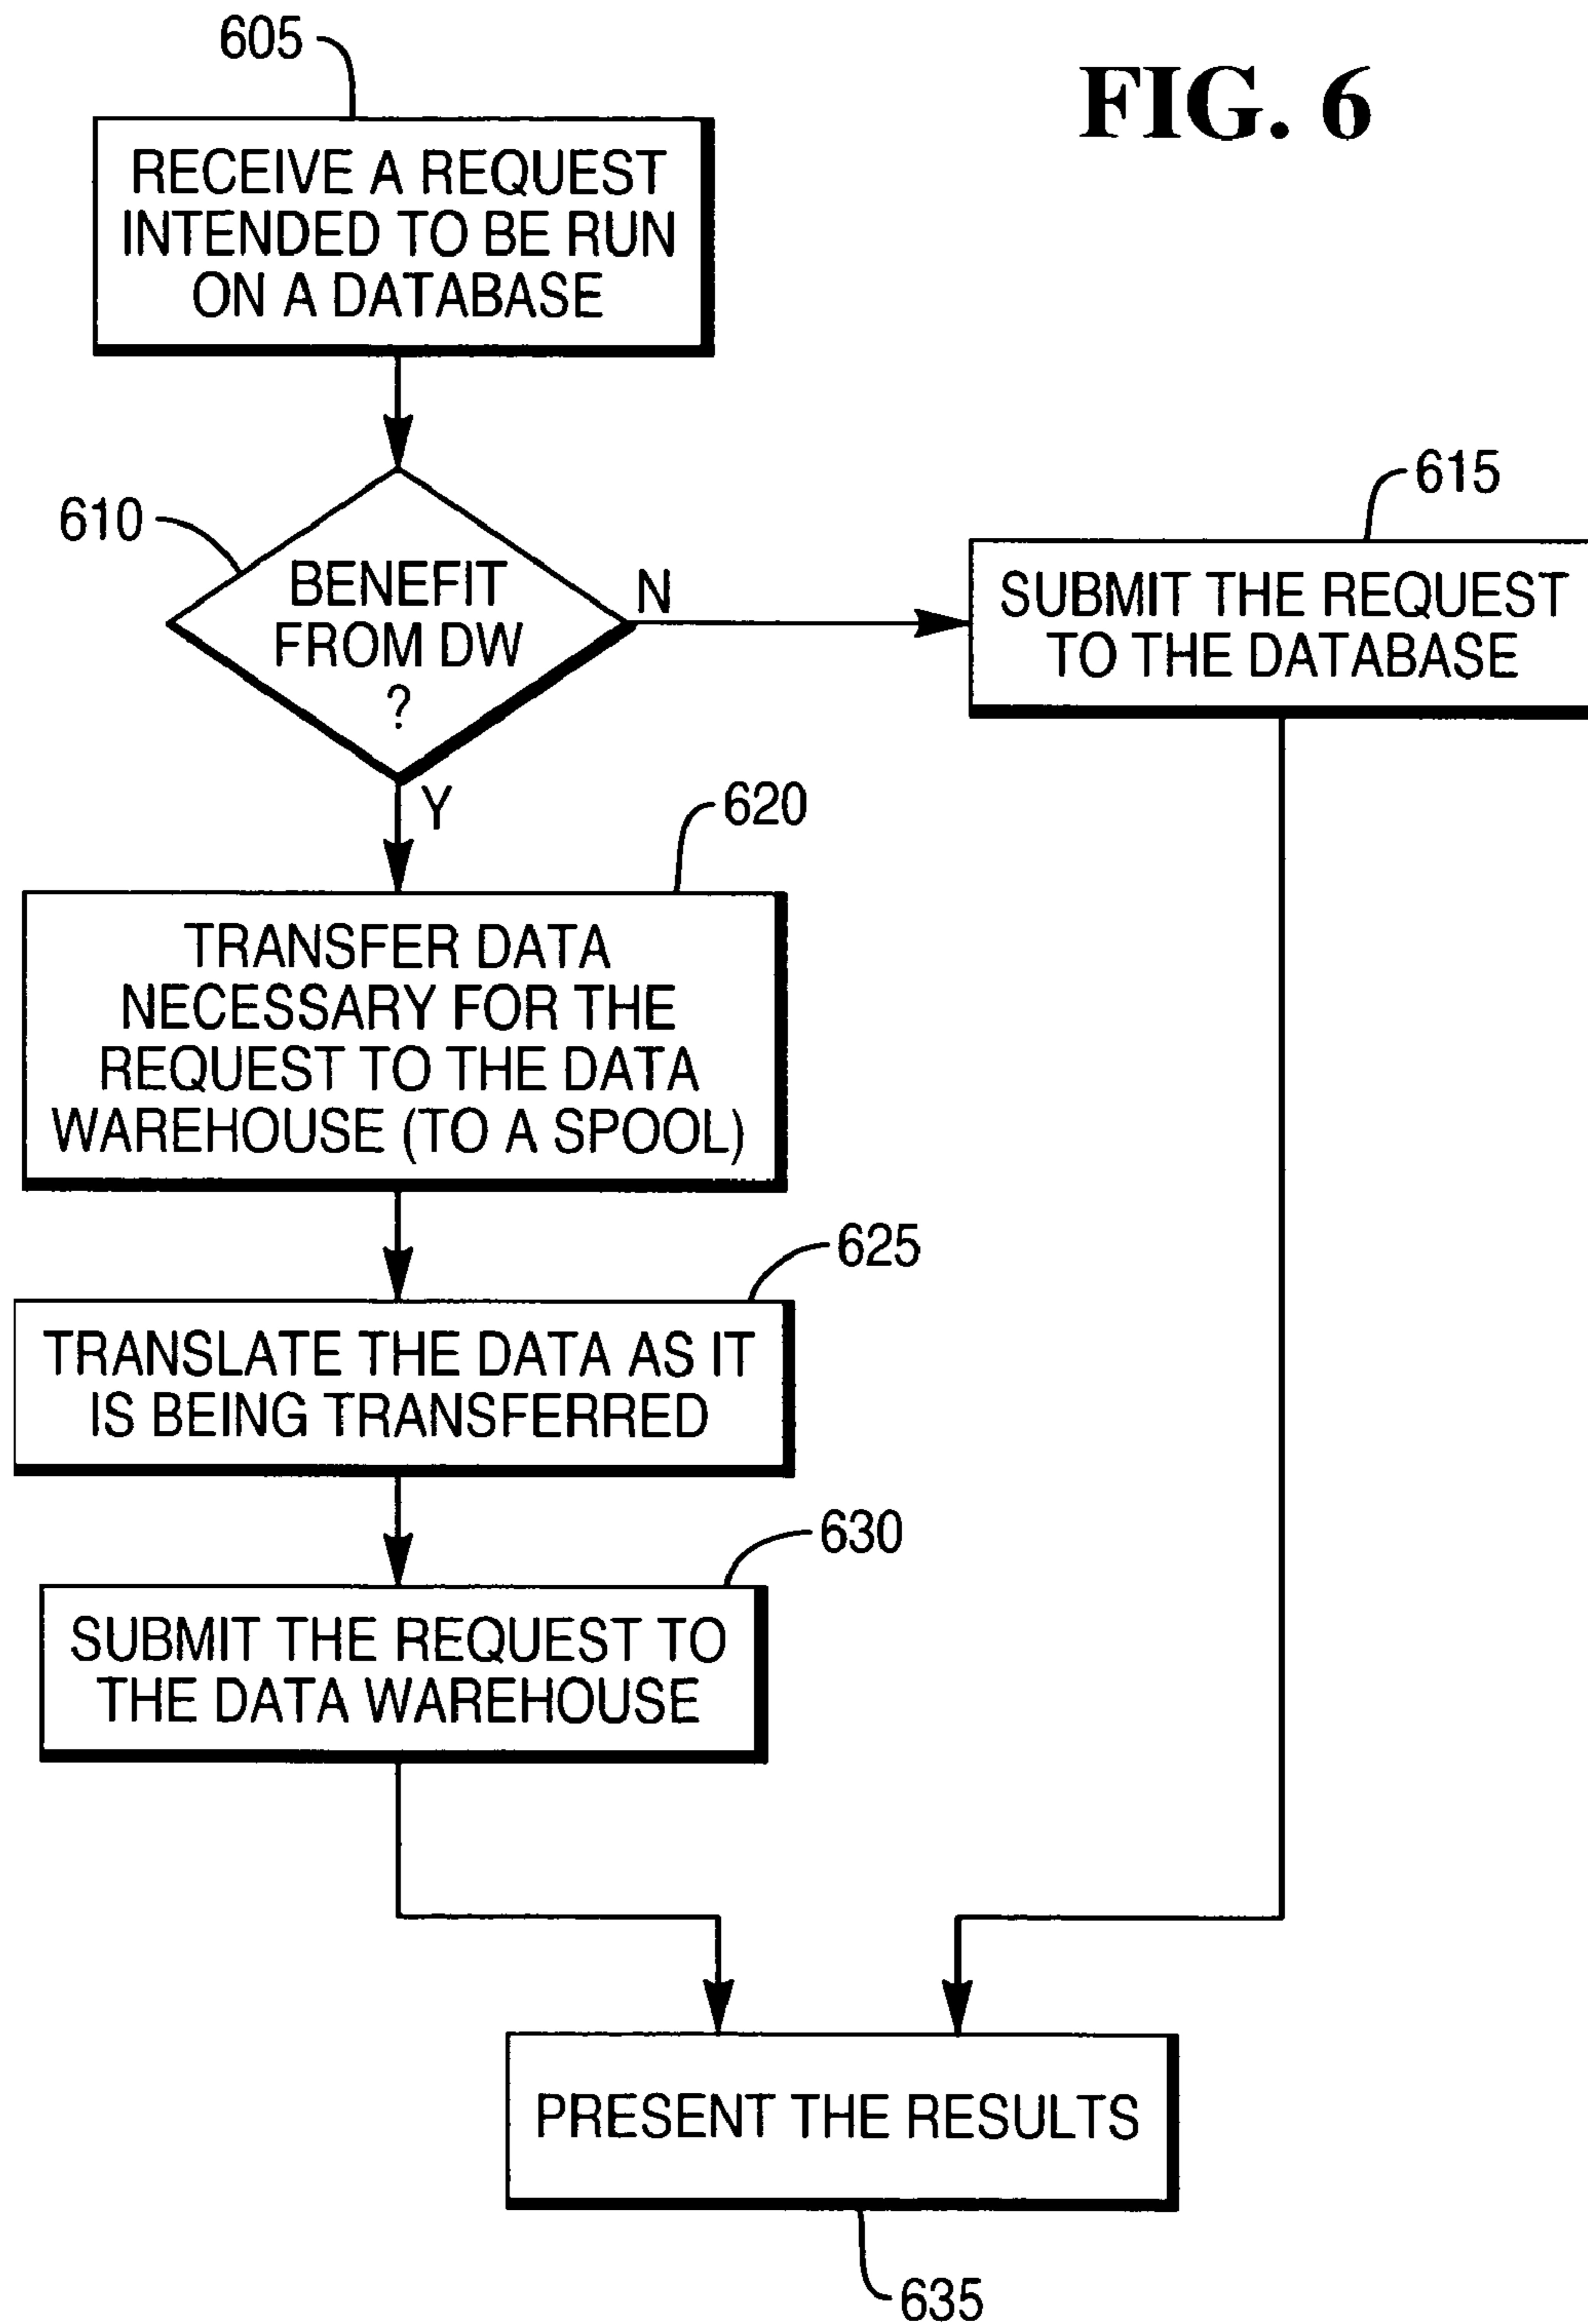 605
FIG. 6
RECEIVE A REQUEST
INTENDED TO BE RUN
ON A DATABASE
610
BENEFIT
FROM DW
?
N
615
SUBMIT THE REQUEST
TO THE DATABASE
Y
620
TRANSFER DATA
NECESSARY FOR THE
REQUEST TO THE DATA
WAREHOUSE (TO A SPOOL)
625
TRANSLATE THE DATA AS IT
IS BEING TRANSFERRED
630
SUBMIT THE REQUEST TO
THE DATA WAREHOUSE
PRESENT THE RESULTS
635